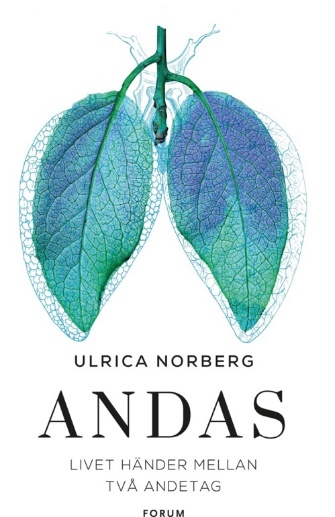 ULRICA NORBERG
ANDAS
LIVET HÄNDER MELLAN
TVÅ ANDETAG
FORUM